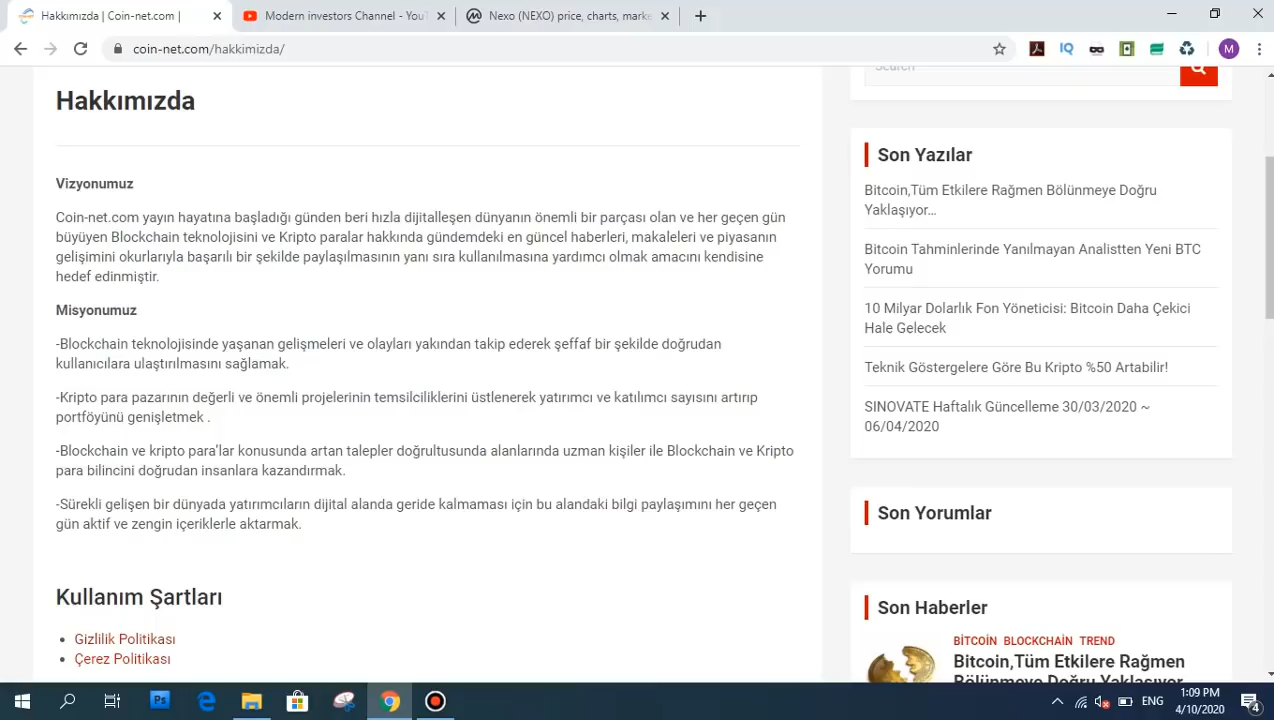 Hakkımızda | Coin-net.com
Modern investors Channel - YouT
Nexo (NEXO) price, charts, marke
coin-net.com/hakkimizda/
M
Hakkımızda
Vizyonumuz
Coin-net.com yayın hayatına başladığı günden beri hızla dijitalleşen dünyanın önemli bir parçası olan ve her geçen gün
büyüyen Blockchain teknolojisini ve Kripto paralar hakkında gündemdeki en güncel haberleri, makaleleri ve piyasanın
gelişimini okurlarıyla başarılı bir şekilde paylaşılmasının yanı sıra kullanılmasına yardımcı olmak amacını kendisine
hedef edinmiştir.
Misyonumuz
-Blockchain teknolojisinde yaşanan gelişmeleri ve olayları yakından takip ederek şeffaf bir şekilde doğrudan
kullanıcılara ulaştırılmasını sağlamak.
-Kripto para pazarının değerli ve önemli projelerinin temsilciliklerini üstlenerek yatırımcı ve katılımcı sayısını artırıp
portföyünü genişletmek .
-Blockchain ve kripto para’lar konusunda artan talepler doğrultusunda alanlarında uzman kişiler ile Blockchain ve Kripto
para bilincini doğrudan insanlara kazandırmak.
-Sürekli gelişen bir dünyada yatırımcıların dijital alanda geride kalmaması için bu alandaki bilgi paylaşımını her geçen
gün aktif ve zengin içeriklerle aktarmak.
Kullanım Şartları
Gizlilik Politikası
Çerez Politikası
Search
Son Yazılar
Bitcoin,Tüm Etkilere Rağmen Bölünmeye Doğru
Yaklaşıyor…
Bitcoin Tahminlerinde Yanılmayan Analistten Yeni BTC
Yorumu
10 Milyar Dolarlık Fon Yöneticisi: Bitcoin Daha Çekici
Hale Gelecek
Teknik Göstergelere Göre Bu Kripto %50 Artabilir!
SINOVATE Haftalık Güncelleme 30/03/2020 ~
06/04/2020
Son Yorumlar
Son Haberler
BİTCOİN BLOCKCHAIN TREND
Bitcoin,Tüm Etkilere Rağmen
Bölünmeye Doğru Yaklaşıyor
Ps
ENG
1:09 PM
4/10/2020
4